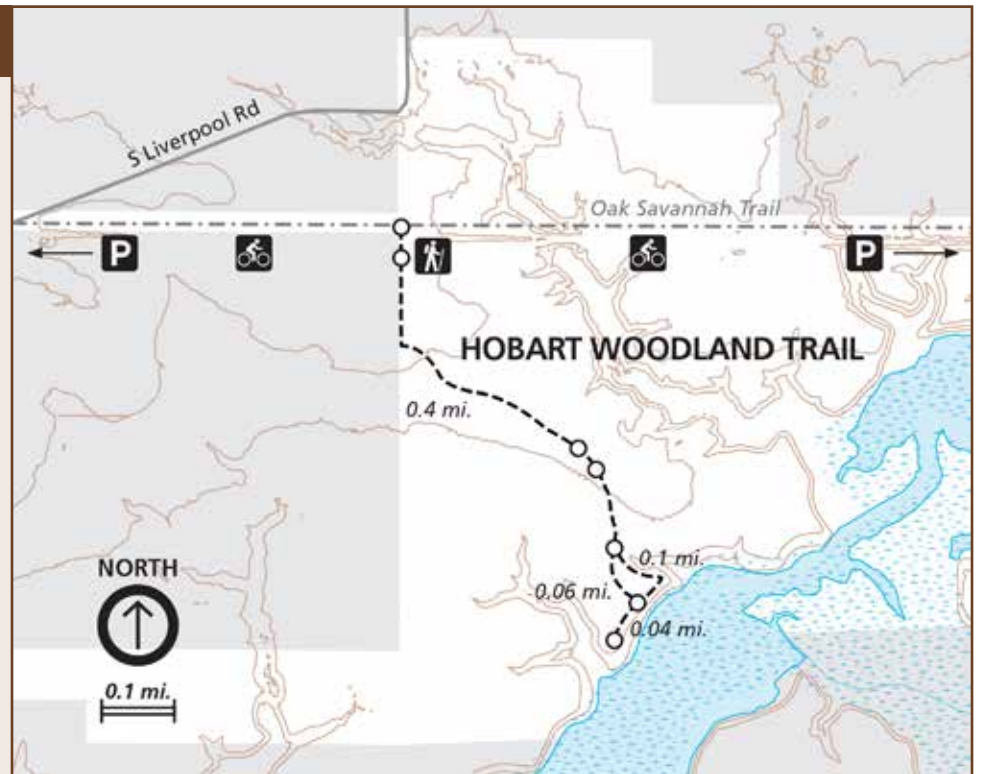 S Liverpool Rd
Oak Savannah Trail
P
P
HOBART WOODLAND TRAIL
0.4 mi.
0.1 mi.
0.06 mi.
0.04 mi.
NORTH
0.1 mi.